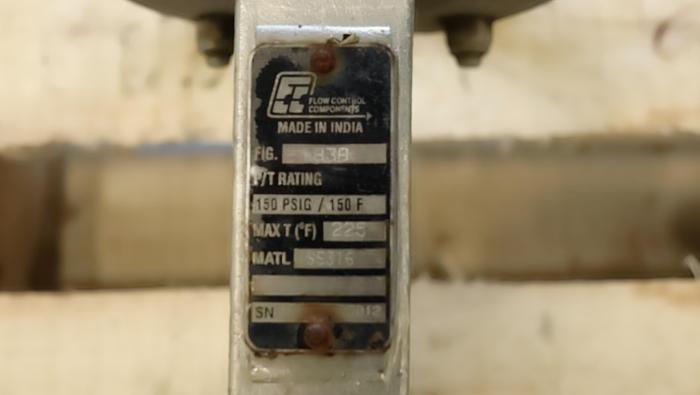 FLOW CONTROL
COMPONENTS
MADE IN INDIA
FIG.
P/T RATING
150 PSIG / 150 F
MAX T (°F) 225
MATL SS316
SN